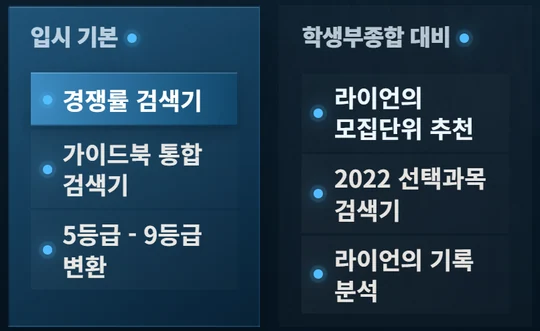 입시 기본
경쟁률 검색기
가이드북 통합
검색기
5등급 - 9등급
변환
학생부종합 대비
라이언의
모집단위 추천
2022 선택과목
검색기
라이언의 기록
분석